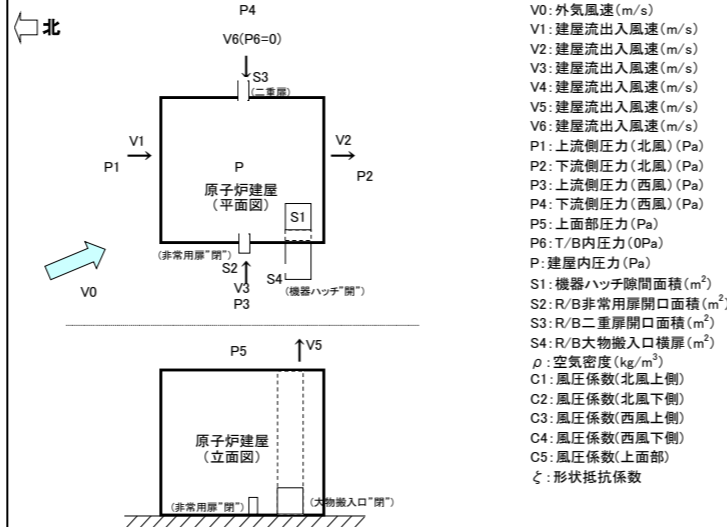 北
P4
V6(P6=0)
S3
(二重扉)
V1
P1
V2
P2
P
原子炉建屋
(平面図)
S1
(非常用扉"閉")
S2
V3
P3
S4
(機器ハッチ"開")
V0
P5
V5
原子炉建屋
(立面図)
(非常用扉"閉")
(大物搬入口"閉")
V0:外気風速(m/s)
V1:建屋流出入風速(m/s)
V2:建屋流出入風速(m/s)
V3:建屋流出入風速(m/s)
V4:建屋流出入風速(m/s)
V5:建屋流出入風速(m/s)
V6:建屋流出入風速(m/s)
P1:上流側圧力(北風)(Pa)
P2:下流側圧力(北風)(Pa)
P3:上流側圧力(西風)(Pa)
P4:下流側圧力(西風)(Pa)
P5:上面部圧力(Pa)
P6:T/B内圧力(0Pa)
P:建屋内圧力(Pa)
S1:機器ハッチ隙間面積(m²)
S2:R/B非常用扉開口面積(m²)
S3:R/B二重扉開口面積(m²)
S4:R/B大物搬入口横扉(m²)
ρ:空気密度(kg/m³)
C1:風圧係数(北風上側)
C2:風圧係数(北風下側)
C3:風圧係数(西風上側)
C4:風圧係数(西風下側)
C5:風圧係数(上面部)
ζ:形状抵抗係数